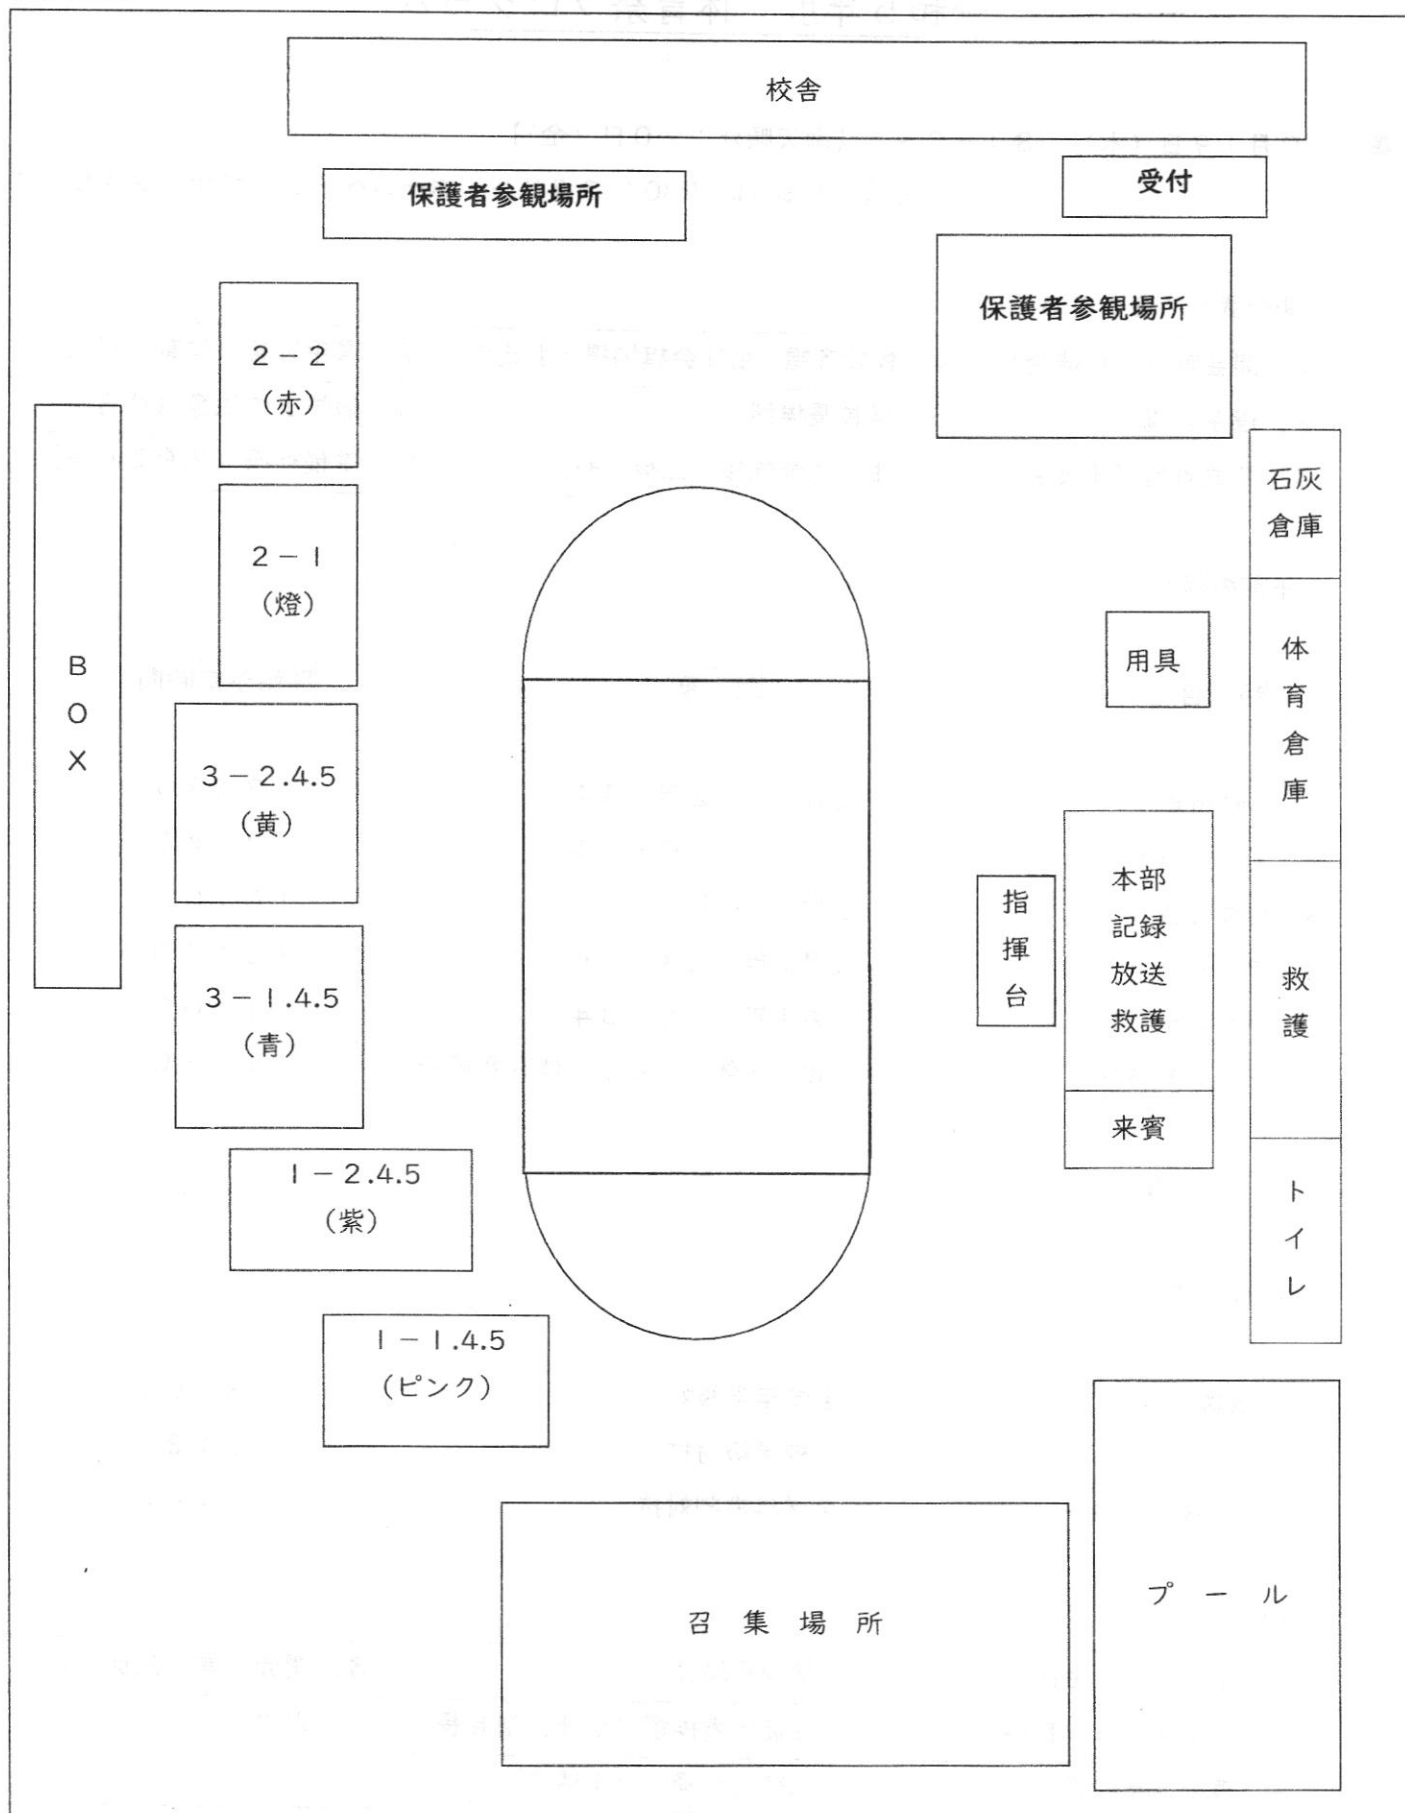 校舎
保護者参観場所
受付
保護者参観場所
2－2
（赤）
2－1
（燈）
3－2.4.5
（黄）
3－1.4.5
（青）
1－2.4.5
（紫）
1－1.4.5
（ピンク）
BOX
石灰
倉庫
体育倉庫
用具
指揮台
本部
記録
放送
救護
来賓
救護
トイレ
召集場所
プール